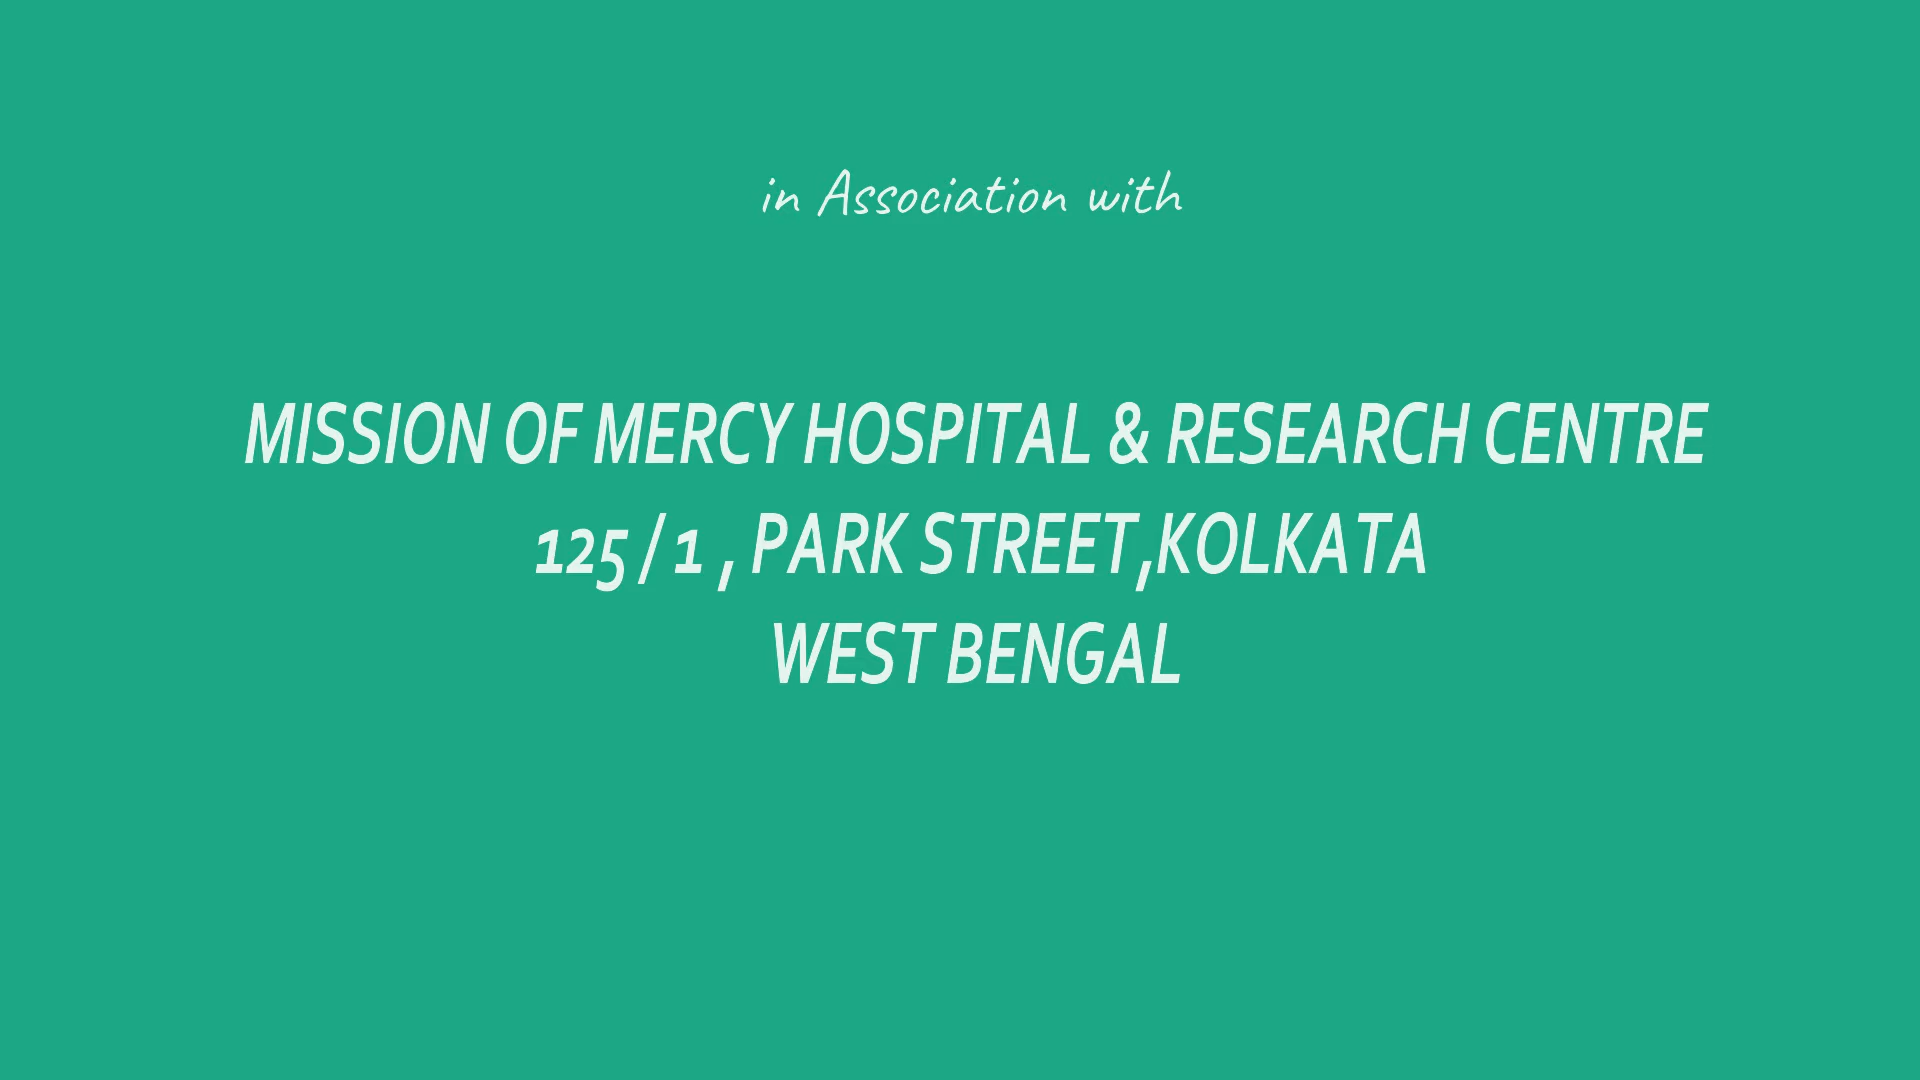 in Association with
MISSION OF MERCY HOSPITAL & RESEARCH CENTRE
125 / 1 , PARK STREET,KOLKATA
WEST BENGAL